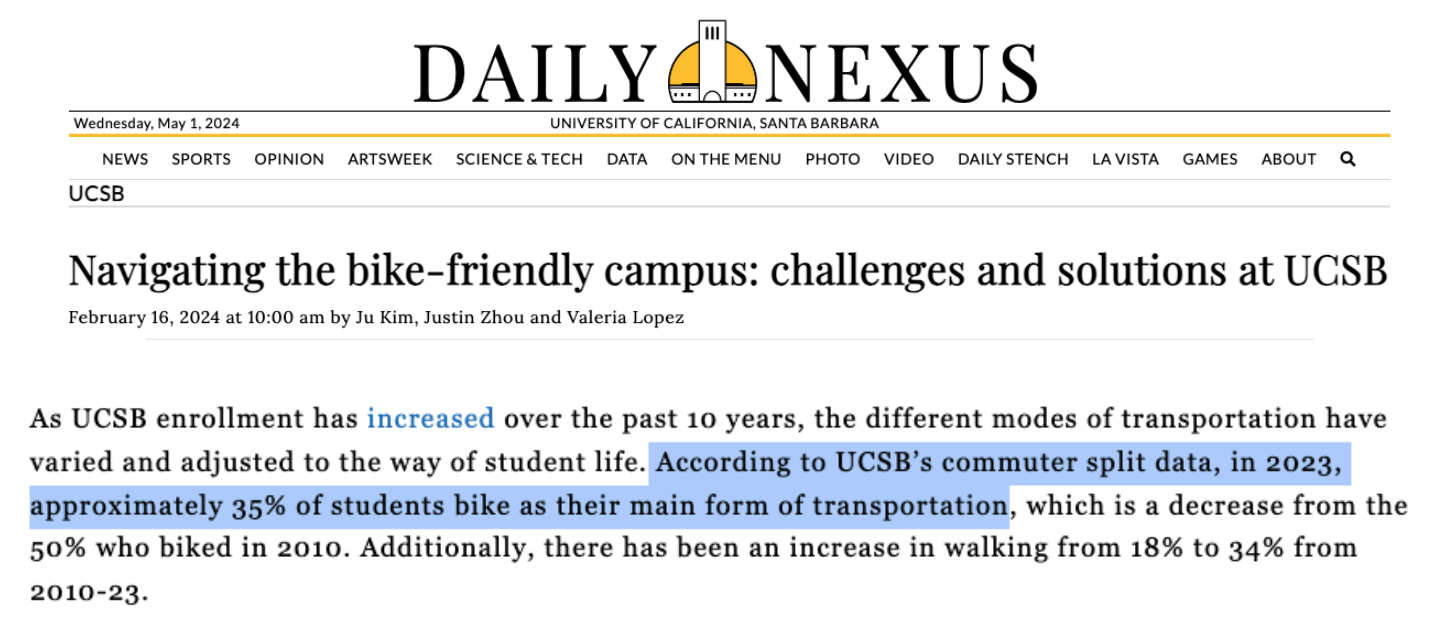 DAILY NEXUS
Wednesday, May 1, 2024 UNIVERSITY OF CALIFORNIA, SANTA BARBARA
NEWS SPORTS OPINION ARTSWEEK SCIENCE & TECH DATA ON THE MENU PHOTO VIDEO DAILY STENCH LA VISTA GAMES ABOUT
UCSB
Navigating the bike-friendly campus: challenges and solutions at UCSB
February 16, 2024 at 10:00 am by Ju Kim, Justin Zhou and Valeria Lopez
As UCSB enrollment has increased over the past 10 years, the different modes of transportation have
varied and adjusted to the way of student life. According to UCSB’s commuter split data, in 2023,
approximately 35% of students bike as their main form of transportation, which is a decrease from the
50% who biked in 2010. Additionally, there has been an increase in walking from 18% to 34% from
2010-23.